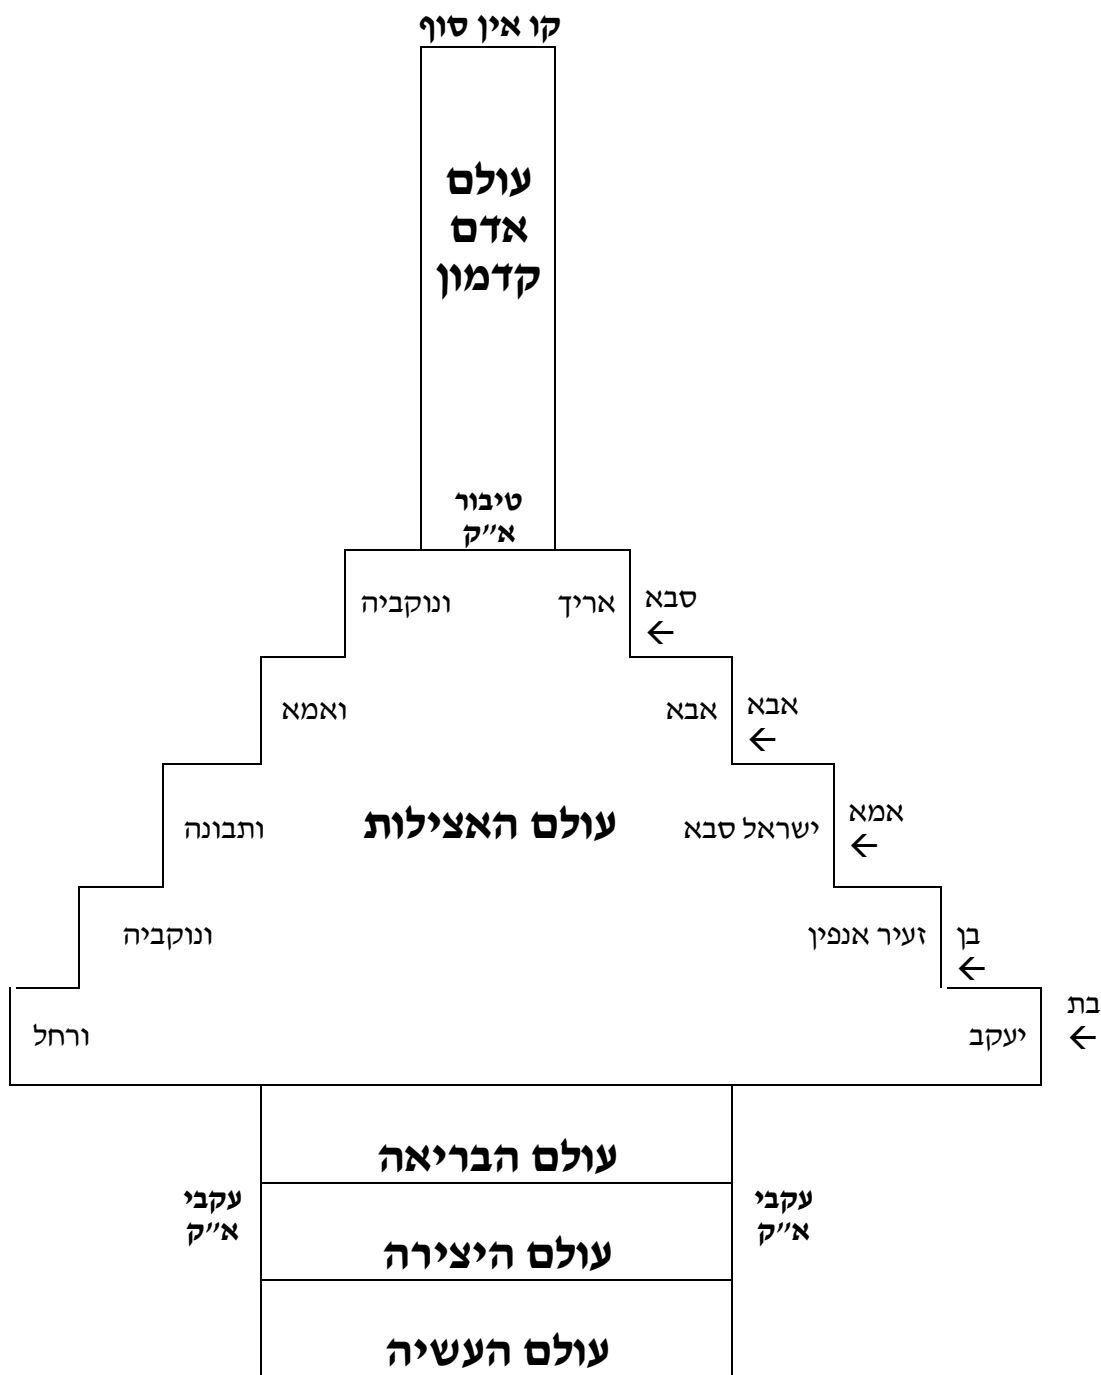 קו אין סוף
עולם
אדם
קדמון
טיבור
א״ק
סבא
אריך ונוקביה
←
אבא
אבא ואמא
←
אמא
ישראל סבא עולם האצילות ותבונה
←
בן
זעיר אנפין ונוקביה
←
בת
יעקב ורחל
←
עולם הבריאה
עקבי עקבי
א״ק א״ק
עולם היצירה
עולם העשיה